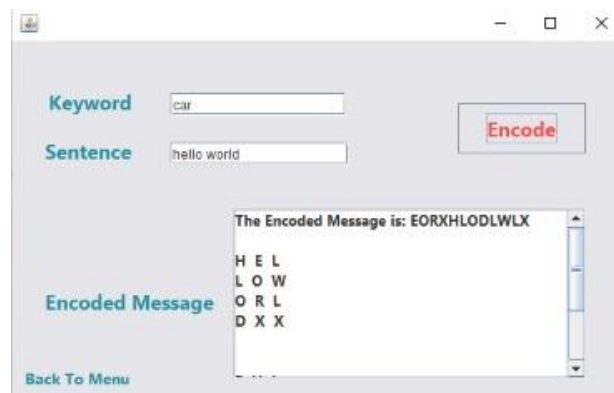 Keyword
car
Encode
Sentence
hello world
The Encoded Message is: EORXHLODLWLX
H E L
L O W
Encoded Message
O R L
D X X
Back To Menu